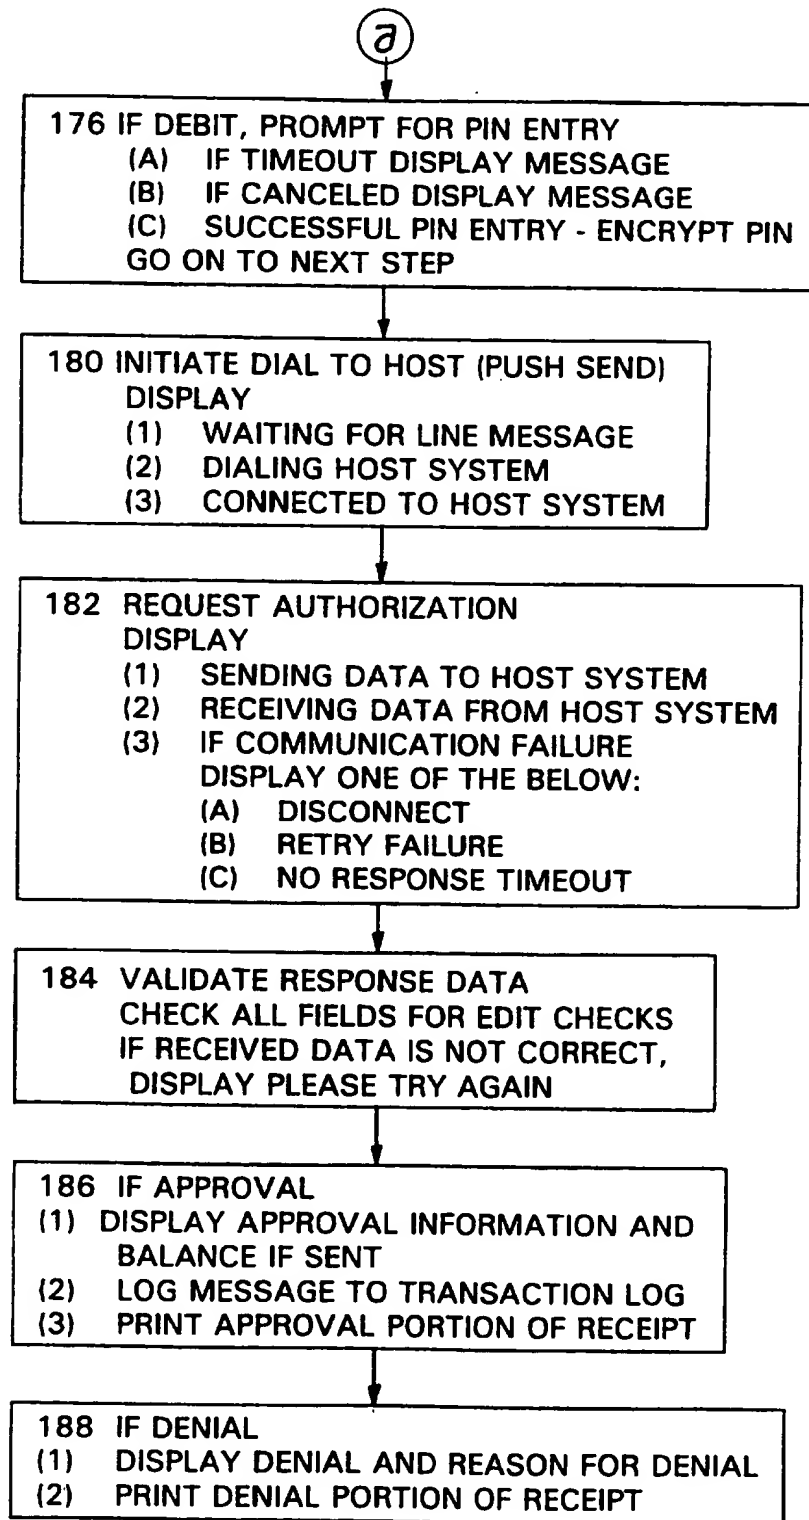 a
176 IF DEBIT, PROMPT FOR PIN ENTRY
(A) IF TIMEOUT DISPLAY MESSAGE
(B) IF CANCELED DISPLAY MESSAGE
(C) SUCCESSFUL PIN ENTRY - ENCRYPT PIN
GO ON TO NEXT STEP
180 INITIATE DIAL TO HOST (PUSH SEND)
DISPLAY
(1) WAITING FOR LINE MESSAGE
(2) DIALING HOST SYSTEM
(3) CONNECTED TO HOST SYSTEM
182 REQUEST AUTHORIZATION
DISPLAY
(1) SENDING DATA TO HOST SYSTEM
(2) RECEIVING DATA FROM HOST SYSTEM
(3) IF COMMUNICATION FAILURE
DISPLAY ONE OF THE BELOW:
(A) DISCONNECT
(B) RETRY FAILURE
(C) NO RESPONSE TIMEOUT
184 VALIDATE RESPONSE DATA
CHECK ALL FIELDS FOR EDIT CHECKS
IF RECEIVED DATA IS NOT CORRECT,
DISPLAY PLEASE TRY AGAIN
186 IF APPROVAL
(1) DISPLAY APPROVAL INFORMATION AND
BALANCE IF SENT
(2) LOG MESSAGE TO TRANSACTION LOG
(3) PRINT APPROVAL PORTION OF RECEIPT
188 IF DENIAL
(1) DISPLAY DENIAL AND REASON FOR DENIAL
(2) PRINT DENIAL PORTION OF RECEIPT